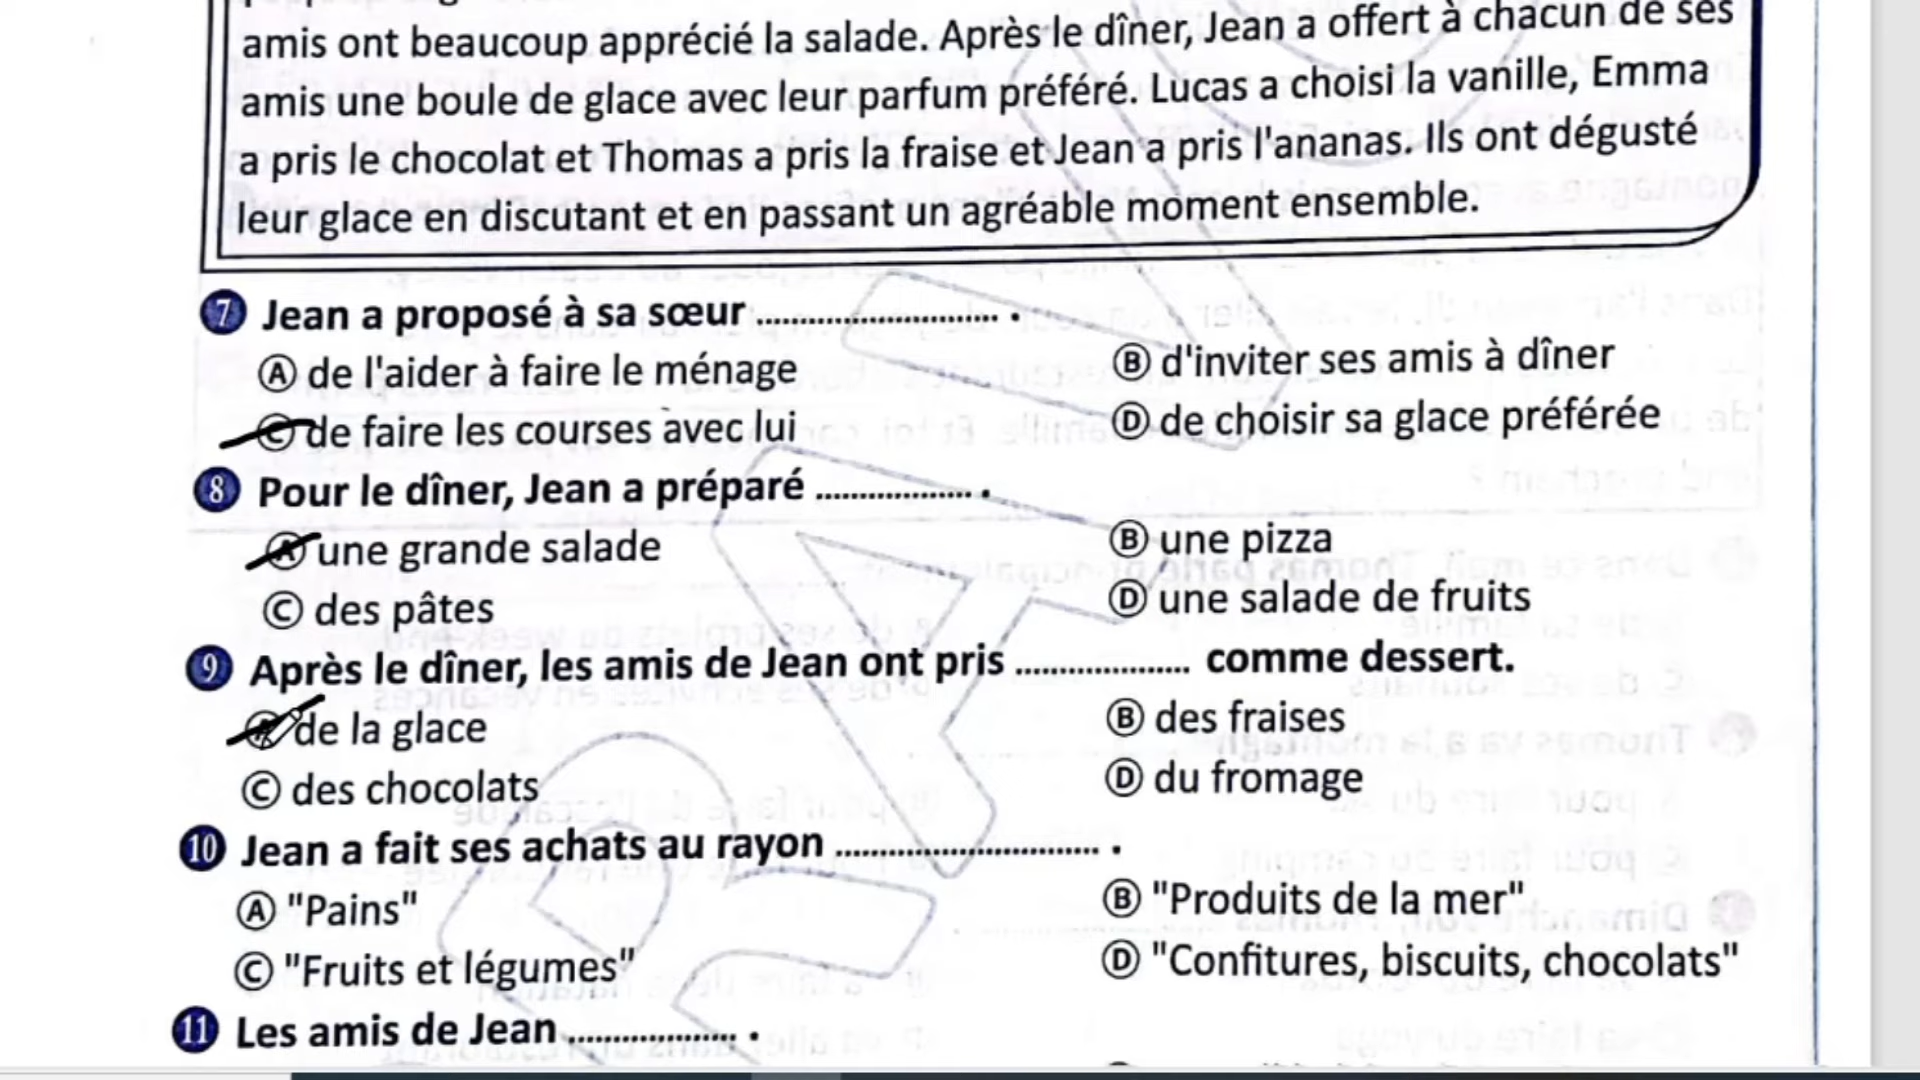 amis ont beaucoup apprécié la salade. Après le dîner, Jean a offert à chacun de ses
amis une boule de glace avec leur parfum préféré. Lucas a choisi la vanille, Emma
a pris le chocolat et Thomas a pris la fraise et Jean a pris l'ananas. Ils ont dégusté
leur glace en discutant et en passant un agréable moment ensemble.
7 Jean a proposé à sa sœur .......................... .
A de l'aider à faire le ménage
B d'inviter ses amis à dîner
C de faire les courses avec lui
D de choisir sa glace préférée
8 Pour le dîner, Jean a préparé .................. .
A une grande salade
B une pizza
C des pâtes
D une salade de fruits
9 Après le dîner, les amis de Jean ont pris .................... comme dessert.
A de la glace
B des fraises
C des chocolats
D du fromage
10 Jean a fait ses achats au rayon ............................. .
A "Pains"
B "Produits de la mer"
C "Fruits et légumes"
D "Confitures, biscuits, chocolats"
11 Les amis de Jean ................... .